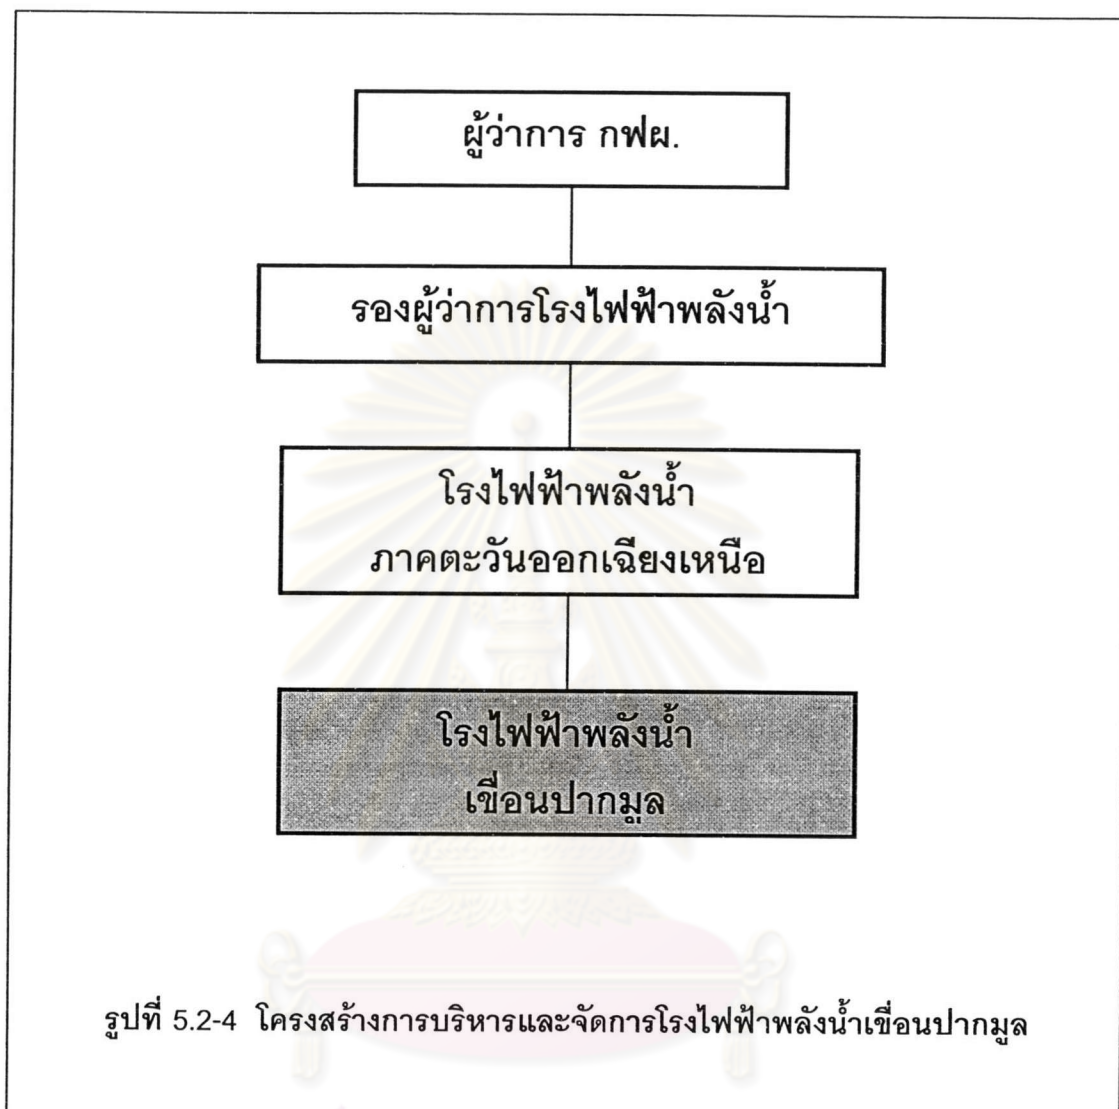 ผู้ว่าการ กฟผ.
รองผู้ว่าการโรงไฟฟ้าพลังน้ำ
โรงไฟฟ้าพลังน้ำ
ภาคตะวันออกเฉียงเหนือ
โรงไฟฟ้าพลังน้ำ
เขื่อนปากมูล
รูปที่ 5.2-4 โครงสร้างการบริหารและจัดการโรงไฟฟ้าพลังน้ำเขื่อนปากมูล